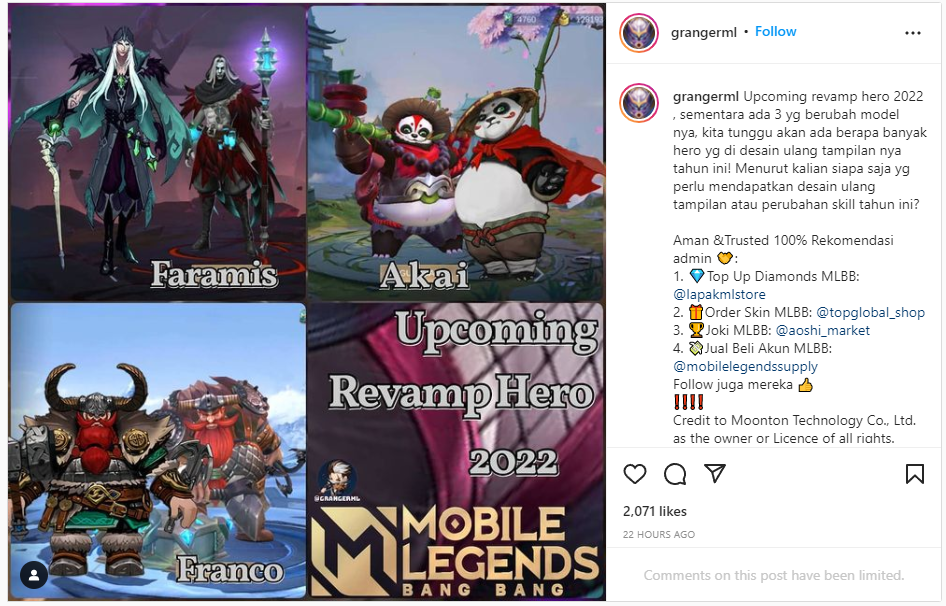 4760 129197
Faramis
Akai
Franco
Upcoming
Revamp Hero
2022
@GRANGERML
MOBILE
LEGENDS
BANG BANG
grangerml • Follow
grangerml Upcoming revamp hero 2022
, sementara ada 3 yg berubah model
nya, kita tunggu akan ada berapa banyak
hero yg di desain ulang tampilan nya
tahun ini! Menurut kalian siapa saja yg
perlu mendapatkan desain ulang
tampilan atau perubahan skill tahun ini?
Aman &Trusted 100% Rekomendasi
admin 🤝:
1. 💎Top Up Diamonds MLBB:
@lapakmlstore
2. 🎁Order Skin MLBB: @topglobal_shop
3. 🏆Joki MLBB: @aoshi_market
4. 💸Jual Beli Akun MLBB:
@mobilelegendssupply
Follow juga mereka 👍
❗❗❗❗
Credit to Moonton Technology Co., Ltd.
as the owner or Licence of all rights.
2,071 likes
22 HOURS AGO
Comments on this post have been limited.